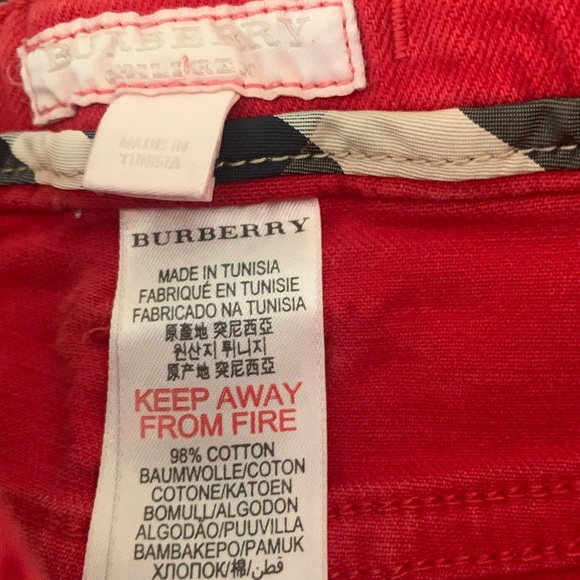 BURBERRY
CHILDREN
MADE IN
TUNISIA
BURBERRY
MADE IN TUNISIA
FABRIQUÉ EN TUNISIE
FABRICADO NA TUNISIA
原產地 突尼西亞
원산지 튀니지
原产地 突尼西亚
KEEP AWAY
FROM FIRE
98% COTTON
BAUMWOLLE/COTON
COTONE/KATOEN
BOMULL/ALGODON
ALGODÃO/PUUVILLA
BAMBAKEPO/PAMUK
ХЛОПОК/棉/قطن